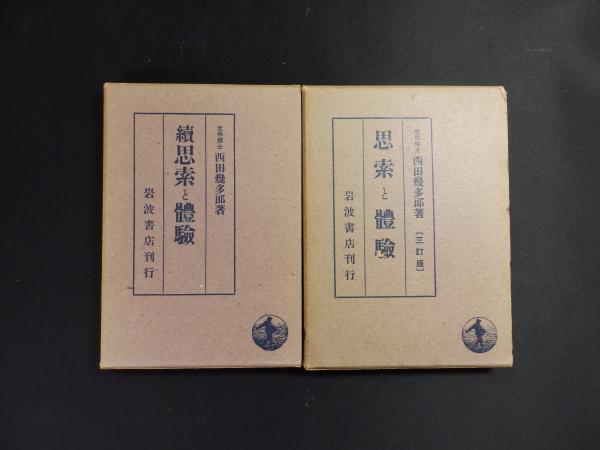 文學博士 西田幾多郎著
續思索と體驗
岩波書店刊行
文學博士 西田幾多郎著 〔三訂版〕
思索と體驗
岩波書店刊行